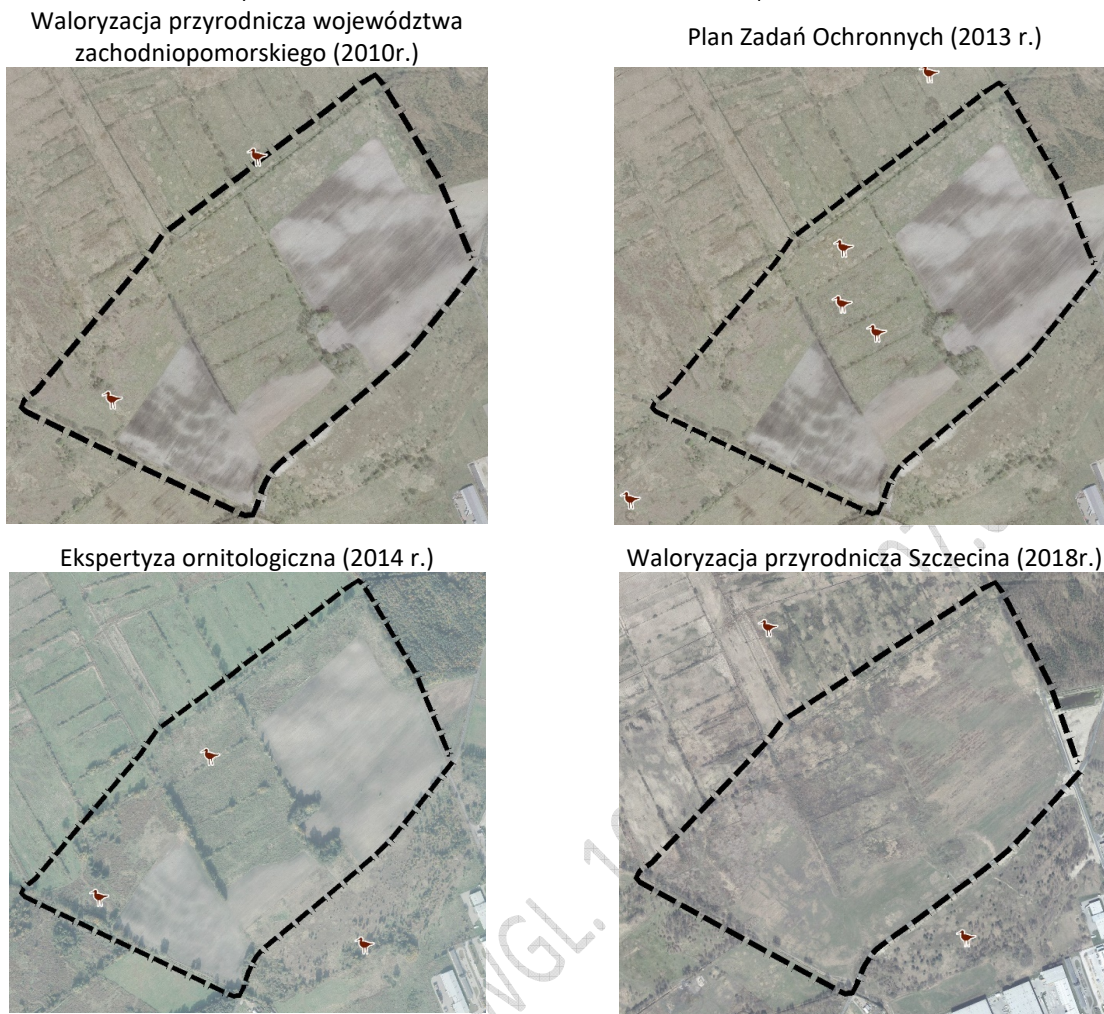 Waloryzacja przyrodnicza województwa
zachodniopomorskiego (2010r.)
Plan Zadań Ochronnych (2013 r.)
Ekspertyza ornitologiczna (2014 r.)
Waloryzacja przyrodnicza Szczecina (2018r.)